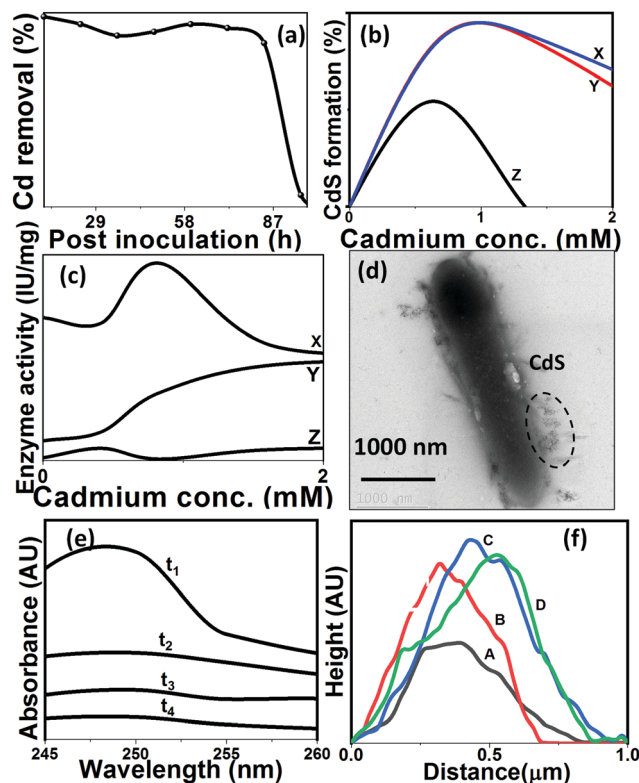 (a)
Cd removal (%)
29 58 87
Post inoculation (h)
(b)
CdS formation (%)
X
Y
Z
0 1 2
Cadmium conc. (mM)
(c)
Enzyme activity (IU/mg)
X
Y
Z
0 2
Cadmium conc. (mM)
(d)
CdS
1000 nm
1000 nm
(e)
Absorbance (AU)
t1
t2
t3
t4
245 250 255 260
Wavelength (nm)
(f)
Height (AU)
C
D
B
A
0.0 0.5 1.0
Distance(μm)